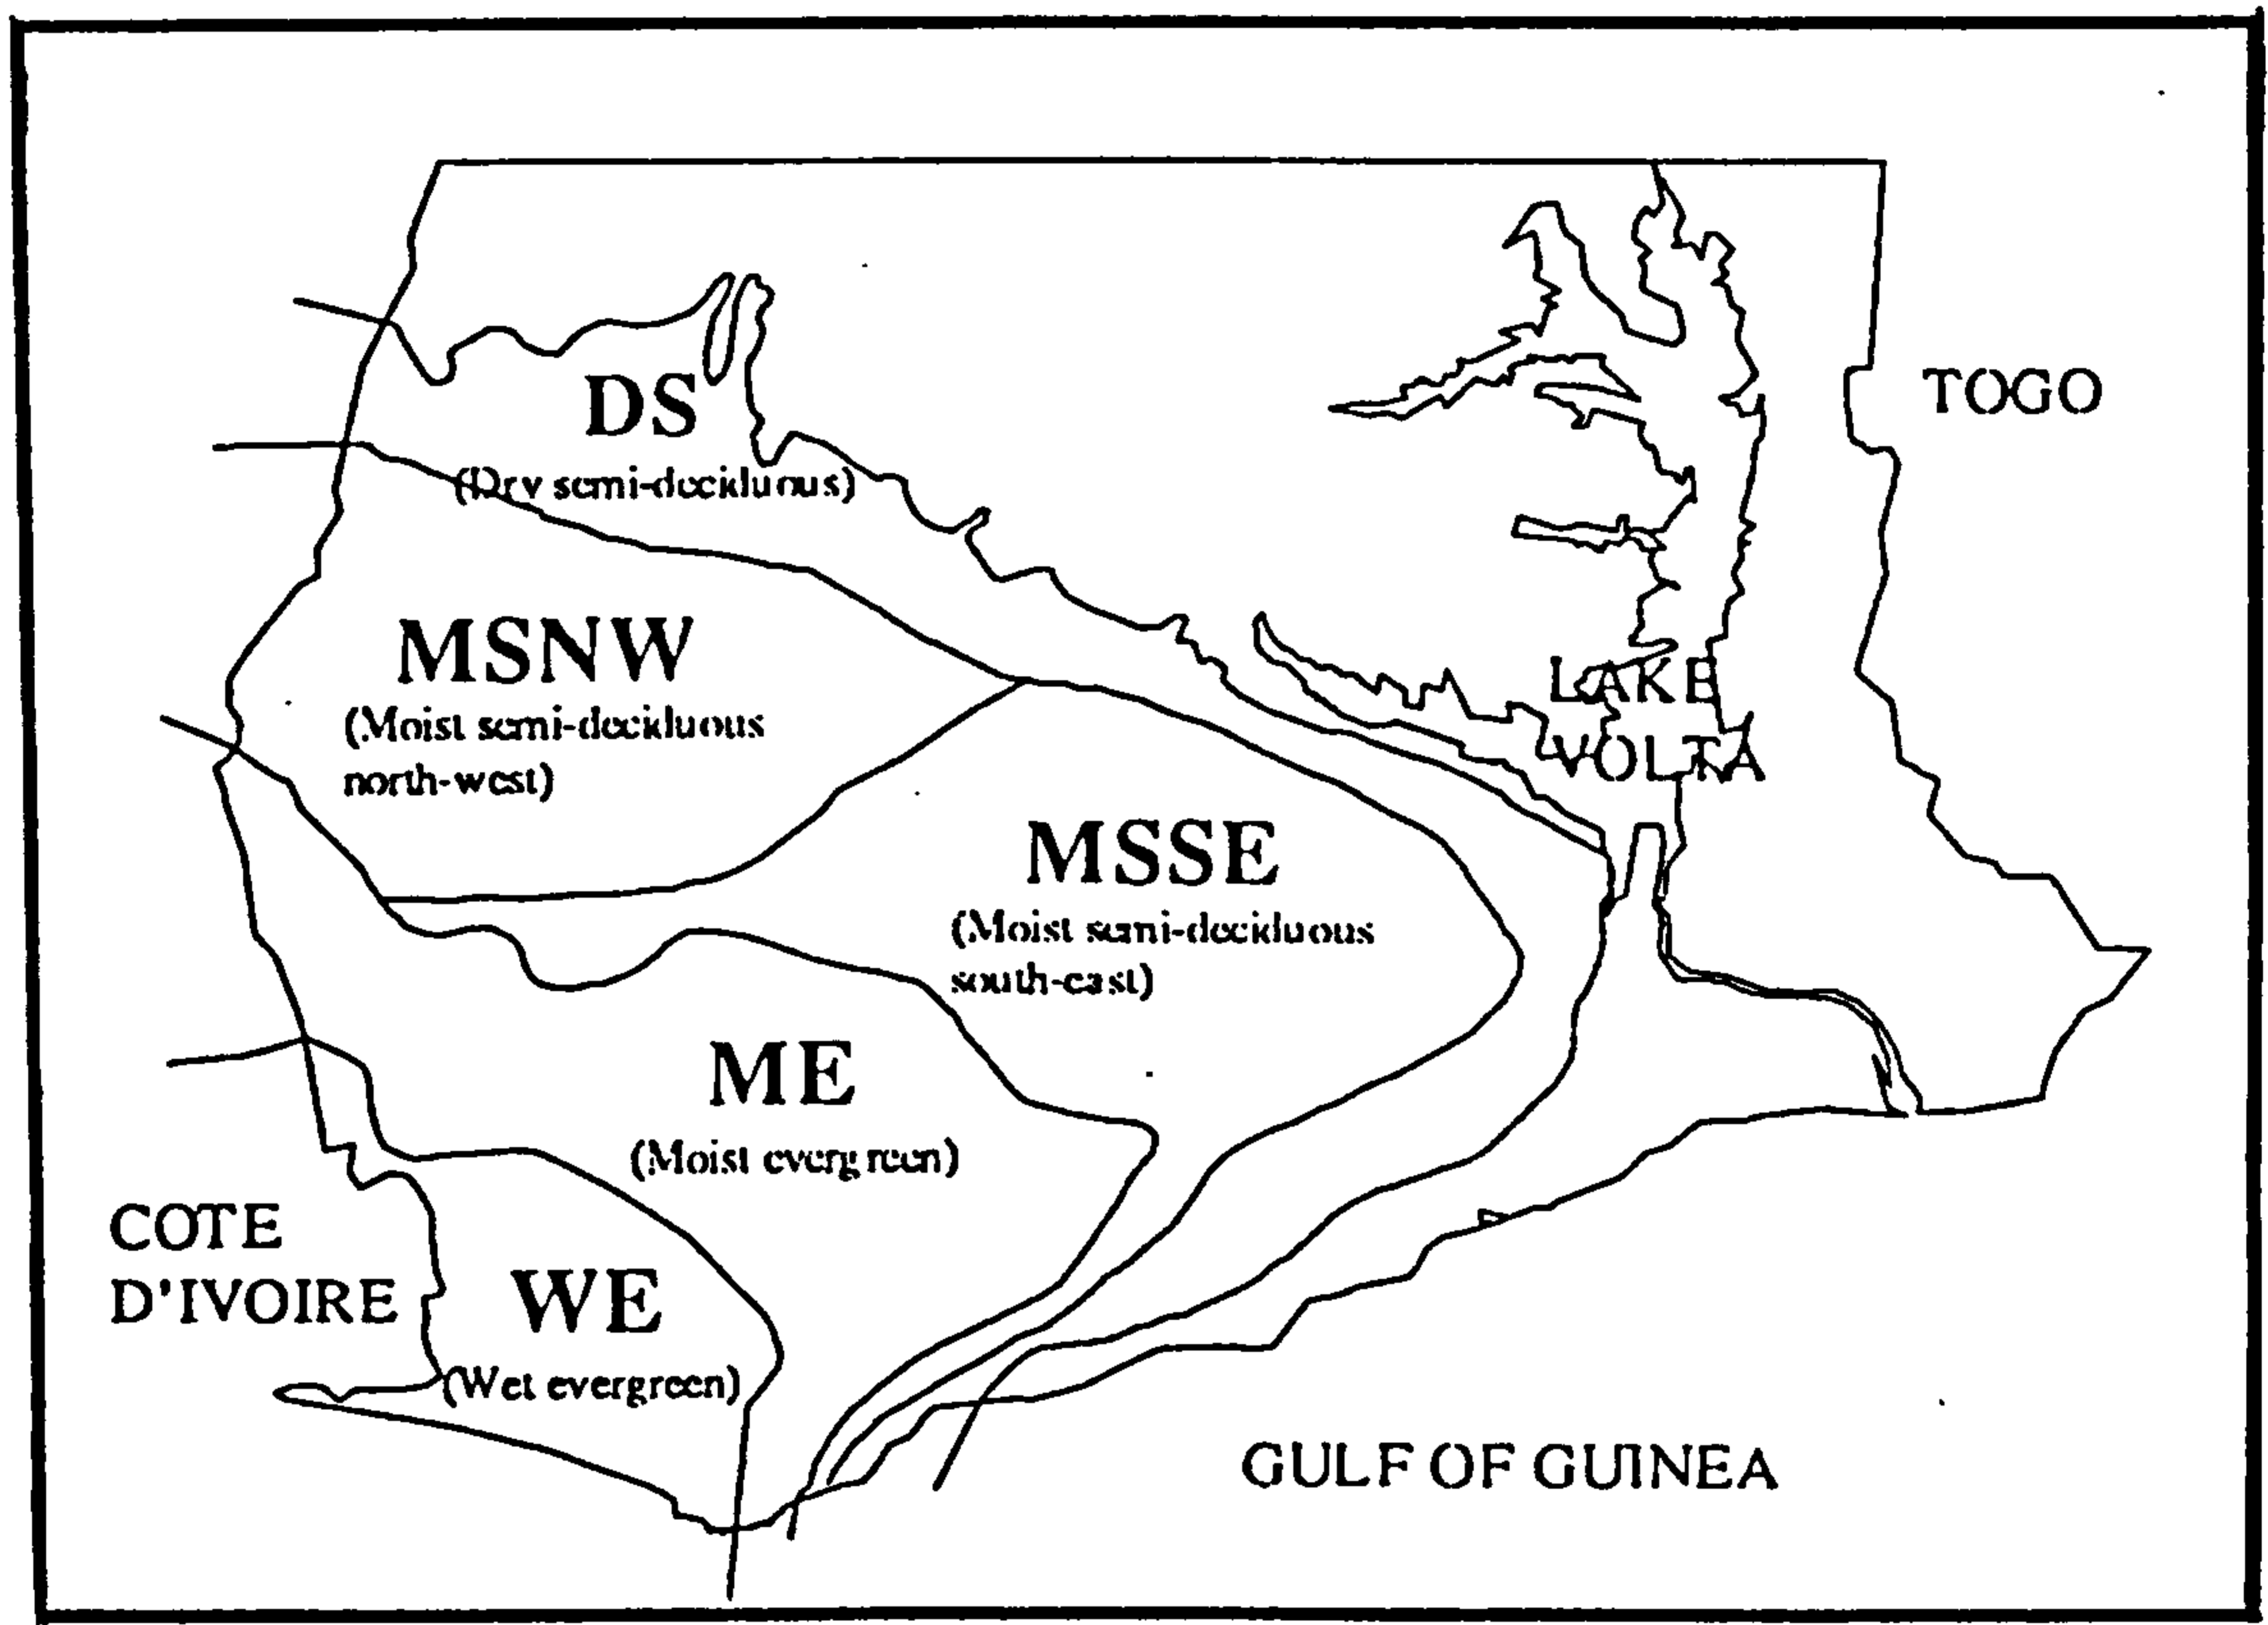 DS
(Dry semi-deciduous)
TOGO
MSNW
(Moist semi-deciduous
north-west)
LAKE
VOLTA
MSSE
(Moist semi-deciduous
south-east)
ME
(Moist evergreen)
COTE
D'IVOIRE
WE
(Wet evergreen)
GULF OF GUINEA